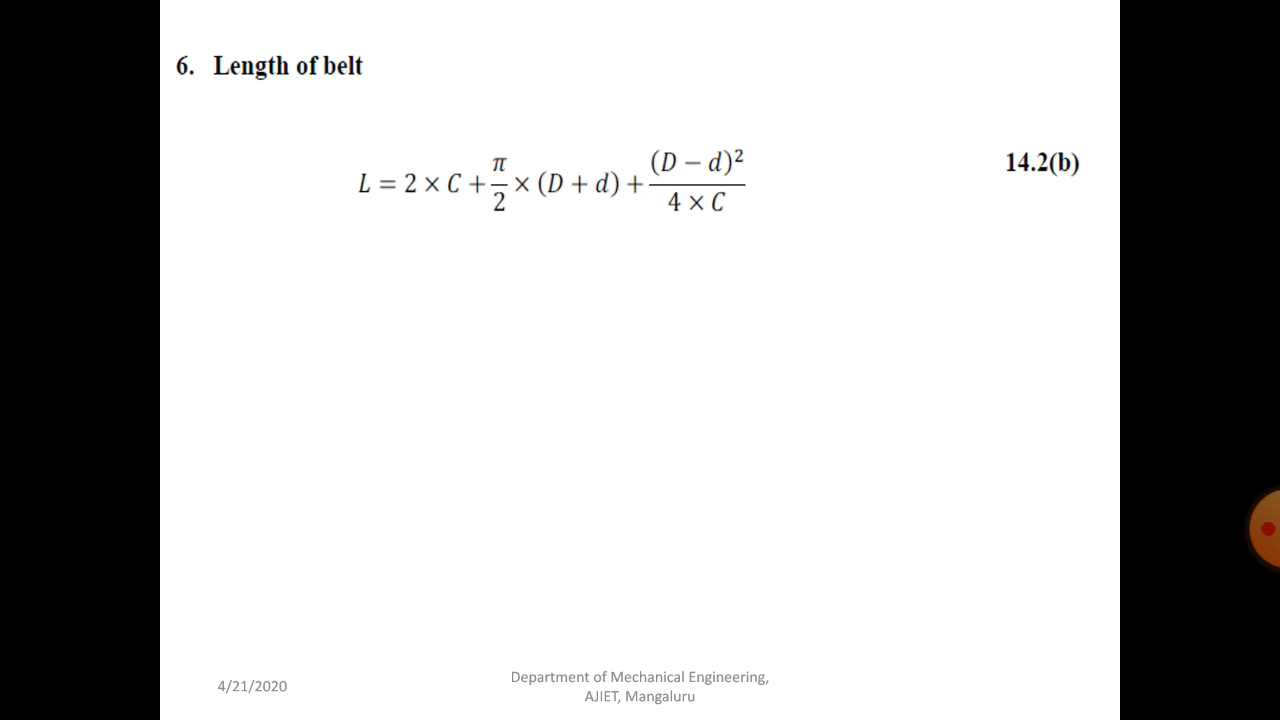 6. Length of belt
L = 2 × C + π/2 × (D + d) + (D − d)²/(4 × C) 14.2(b)
4/21/2020
Department of Mechanical Engineering,
AJIET, Mangaluru